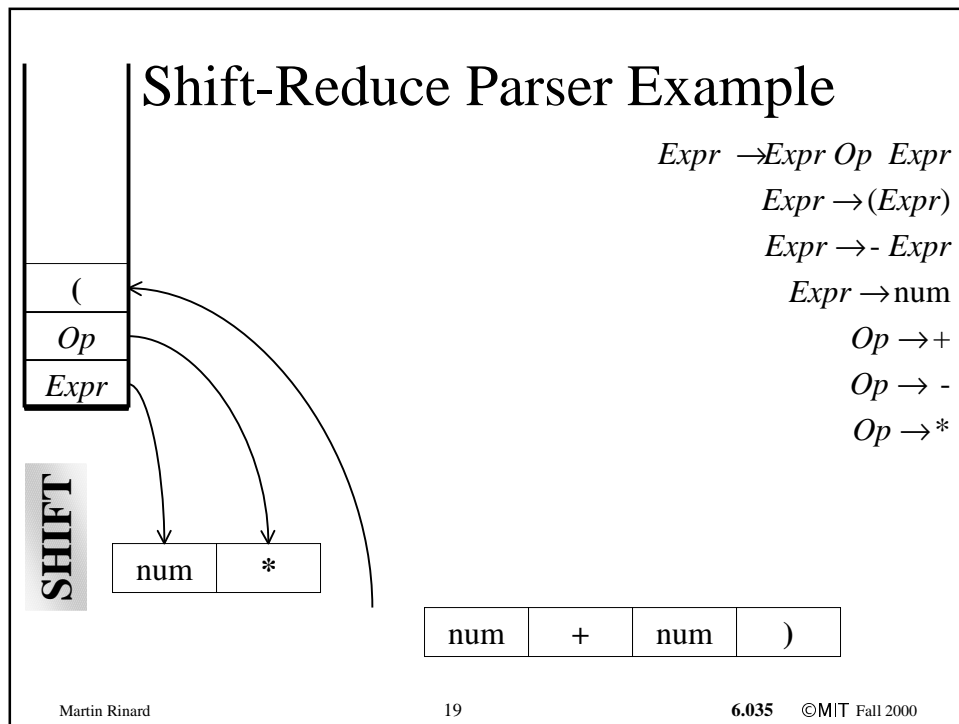 Shift-Reduce Parser Example
Expr → Expr Op Expr
Expr → (Expr)
Expr → - Expr
Expr → num
Op → +
Op → -
Op → *
(
Op
Expr
SHIFT
num *
num + num )
Martin Rinard 19 6.035 ©MIT Fall 2000